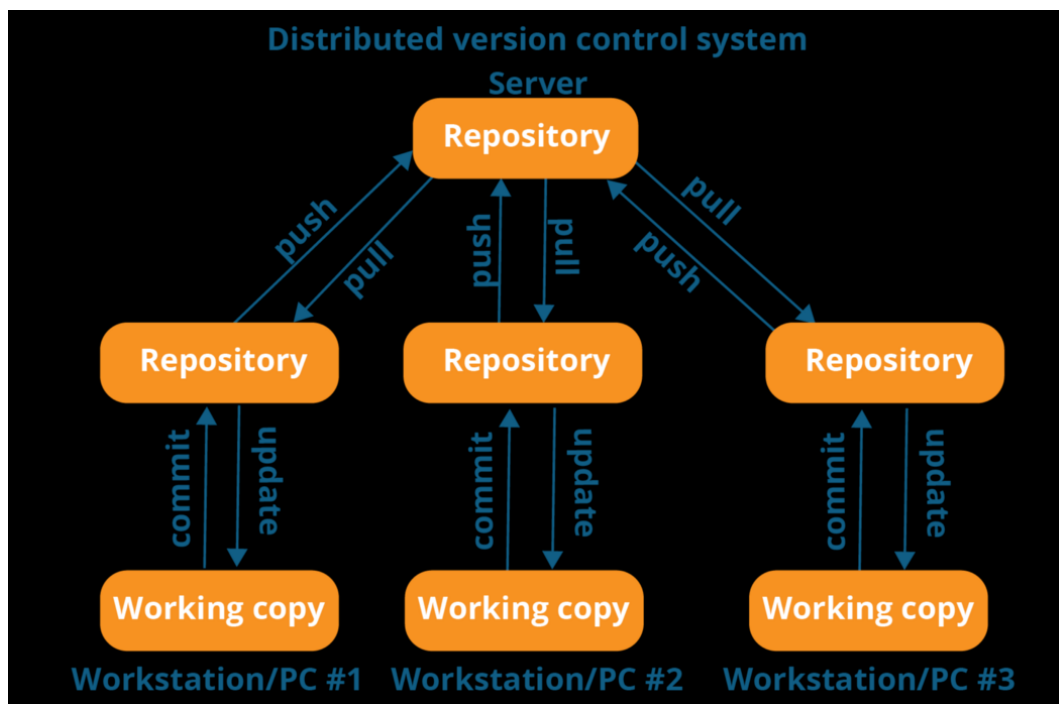 Distributed version control system
Server
Repository
push
pull
push
pull
push
pull
Repository
Repository
Repository
commit
update
commit
update
commit
update
Working copy
Working copy
Working copy
Workstation/PC #1
Workstation/PC #2
Workstation/PC #3